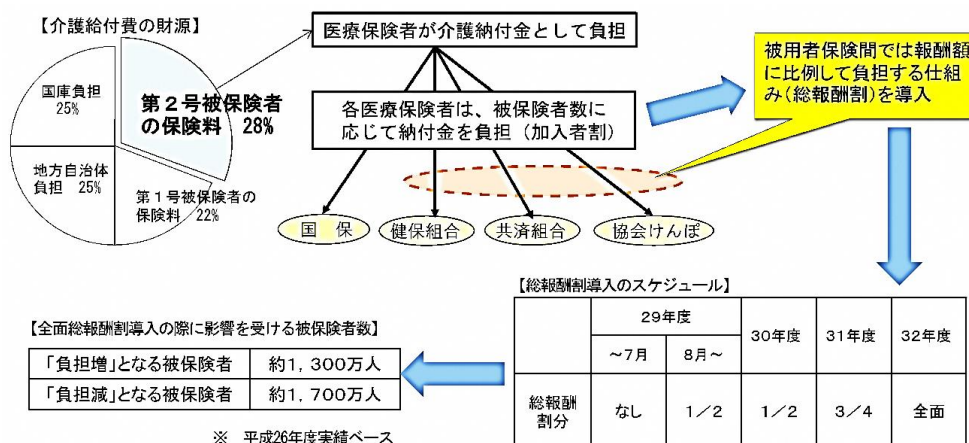 【介護給付費の財源】
国庫負担
25%
第２号被保険者
の保険料 28%
地方自治体
負担 25%
第１号被保険者の
保険料 22%
医療保険者が介護納付金として負担
各医療保険者は、被保険者数に
応じて納付金を負担（加入者割）
被用者保険間では報酬額
に比例して負担する仕組
み（総報酬割）を導入
国 保
健保組合
共済組合
協会けんぽ
【総報酬割導入のスケジュール】
29年度
30年度
31年度
32年度
～7月
8月～
総報酬
割分
なし
1／2
1／2
3／4
全面
【全面総報酬割導入の際に影響を受ける被保険者数】
「負担増」となる被保険者
約1，300万人
「負担減」となる被保険者
約1，700万人
※ 平成26年度実績ベース